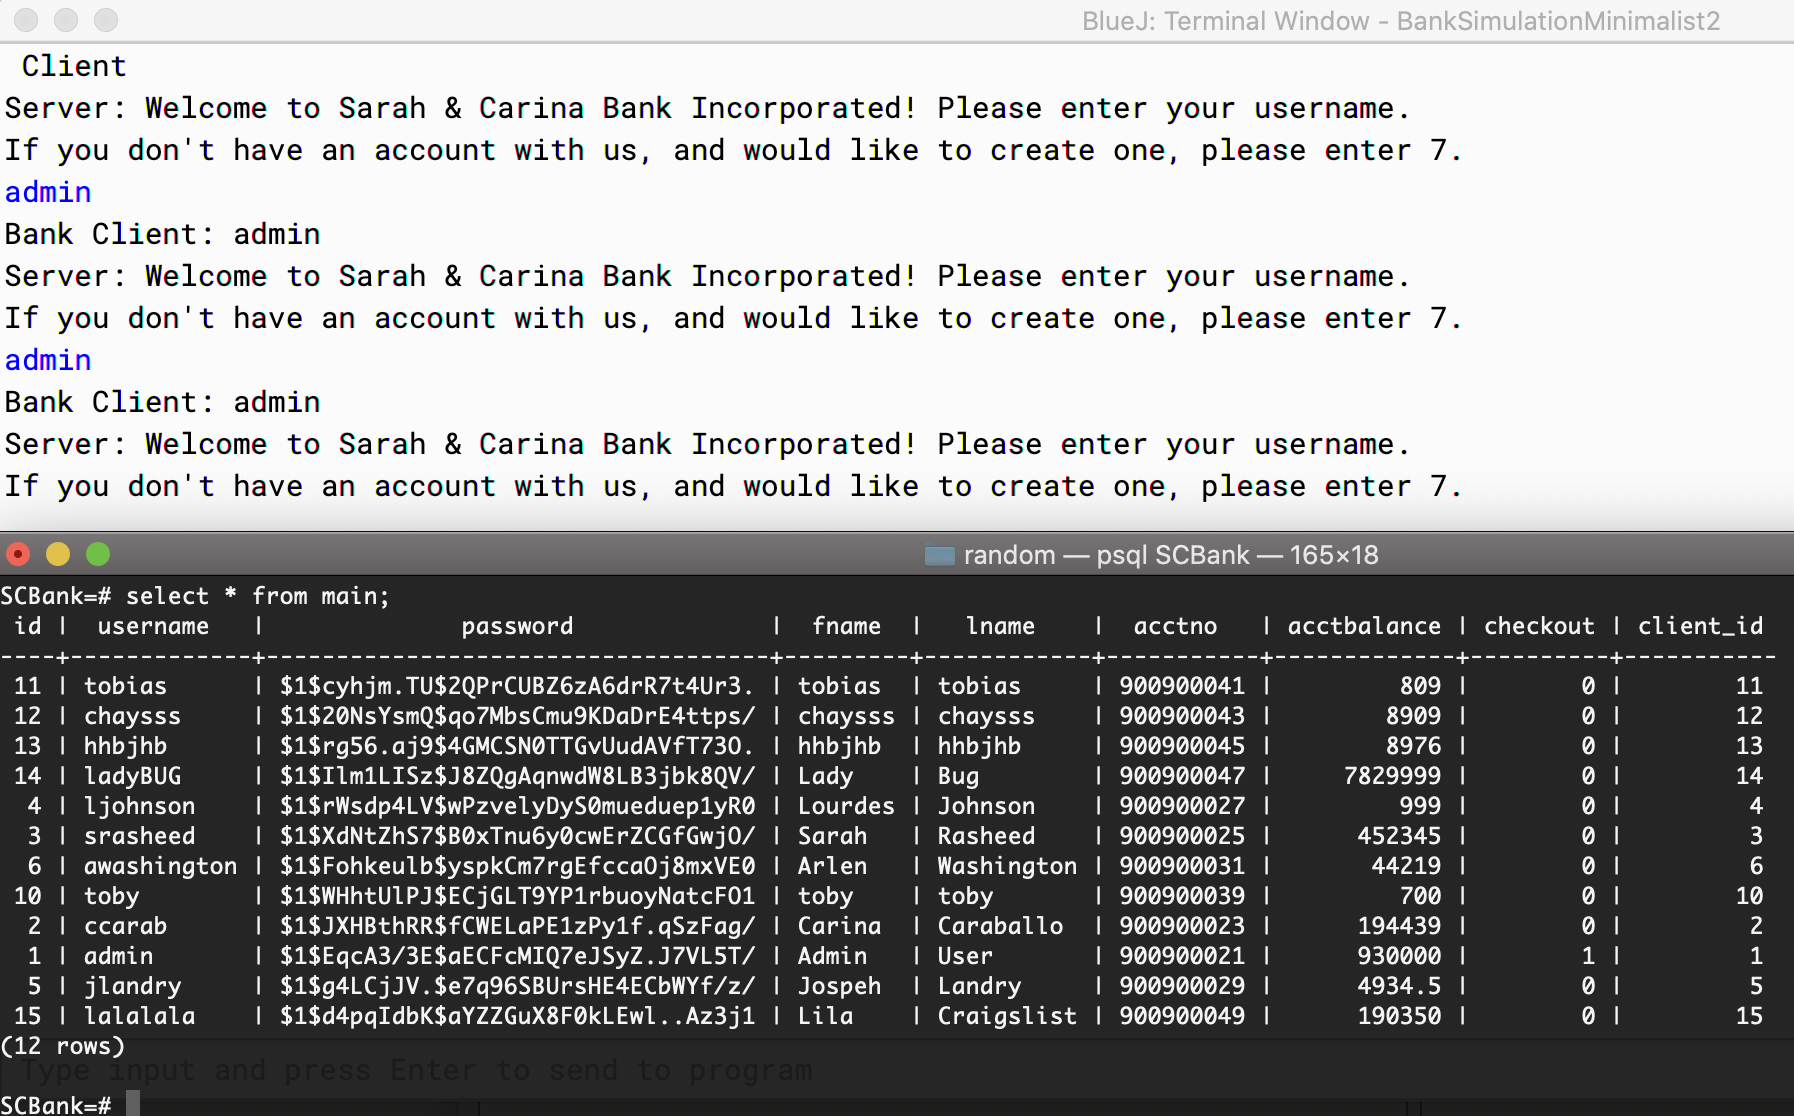 BlueJ: Terminal Window - BankSimulationMinimalist2
Client
Server: Welcome to Sarah & Carina Bank Incorporated! Please enter your username.
If you don't have an account with us, and would like to create one, please enter 7.
admin
Bank Client: admin
Server: Welcome to Sarah & Carina Bank Incorporated! Please enter your username.
If you don't have an account with us, and would like to create one, please enter 7.
admin
Bank Client: admin
Server: Welcome to Sarah & Carina Bank Incorporated! Please enter your username.
If you don't have an account with us, and would like to create one, please enter 7.
random — psql SCBank — 165×18
SCBank=# select * from main;
id | username | password | fname | lname | acctno | acctbalance | checkout | client_id
----+-------------+------------------------------------+---------+------------+-----------+-------------+----------+-----------
11 | tobias | $1$cyhjm.TU$2QPrCUBZ6zA6drR7t4Ur3. | tobias | tobias | 900900041 | 809 | 0 | 11
12 | chaysss | $1$20NsYsmQ$qo7MbsCmu9KDaDrE4ttps/ | chaysss | chaysss | 900900043 | 8909 | 0 | 12
13 | hhbjhb | $1$rg56.aj9$4GMCSN0TTGvUudAVfT73O. | hhbjhb | hhbjhb | 900900045 | 8976 | 0 | 13
14 | ladyBUG | $1$Ilm1LISz$J8ZQgAqnwdW8LB3jbk8QV/ | Lady | Bug | 900900047 | 7829999 | 0 | 14
4 | ljohnson | $1$rWsdp4LV$wPzvelyDyS0mueduep1yR0 | Lourdes | Johnson | 900900027 | 999 | 0 | 4
3 | srasheed | $1$XdNtZhS7$B0xTnu6y0cwErZCGfGwjO/ | Sarah | Rasheed | 900900025 | 452345 | 0 | 3
6 | awashington | $1$Fohkeulb$yspkCm7rgEfccaOj8mxVE0 | Arlen | Washington | 900900031 | 44219 | 0 | 6
10 | toby | $1$WHhtUlPJ$ECjGLT9YP1rbuoyNatcFO1 | toby | toby | 900900039 | 700 | 0 | 10
2 | ccarab | $1$JXHBthRR$fCWELaPE1zPy1f.qSzFag/ | Carina | Caraballo | 900900023 | 194439 | 0 | 2
1 | admin | $1$EqcA3/3E$aECFcMIQ7eJSyZ.J7VL5T/ | Admin | User | 900900021 | 930000 | 1 | 1
5 | jlandry | $1$g4LCjJV.$e7q96SBUrsHE4ECbWYf/z/ | Jospeh | Landry | 900900029 | 4934.5 | 0 | 5
15 | lalalala | $1$d4pqIdbK$aYZZGuX8F0kLEwl..Az3j1 | Lila | Craigslist | 900900049 | 190350 | 0 | 15
(12 rows)
Type input and press Enter to send to program
SCBank=#